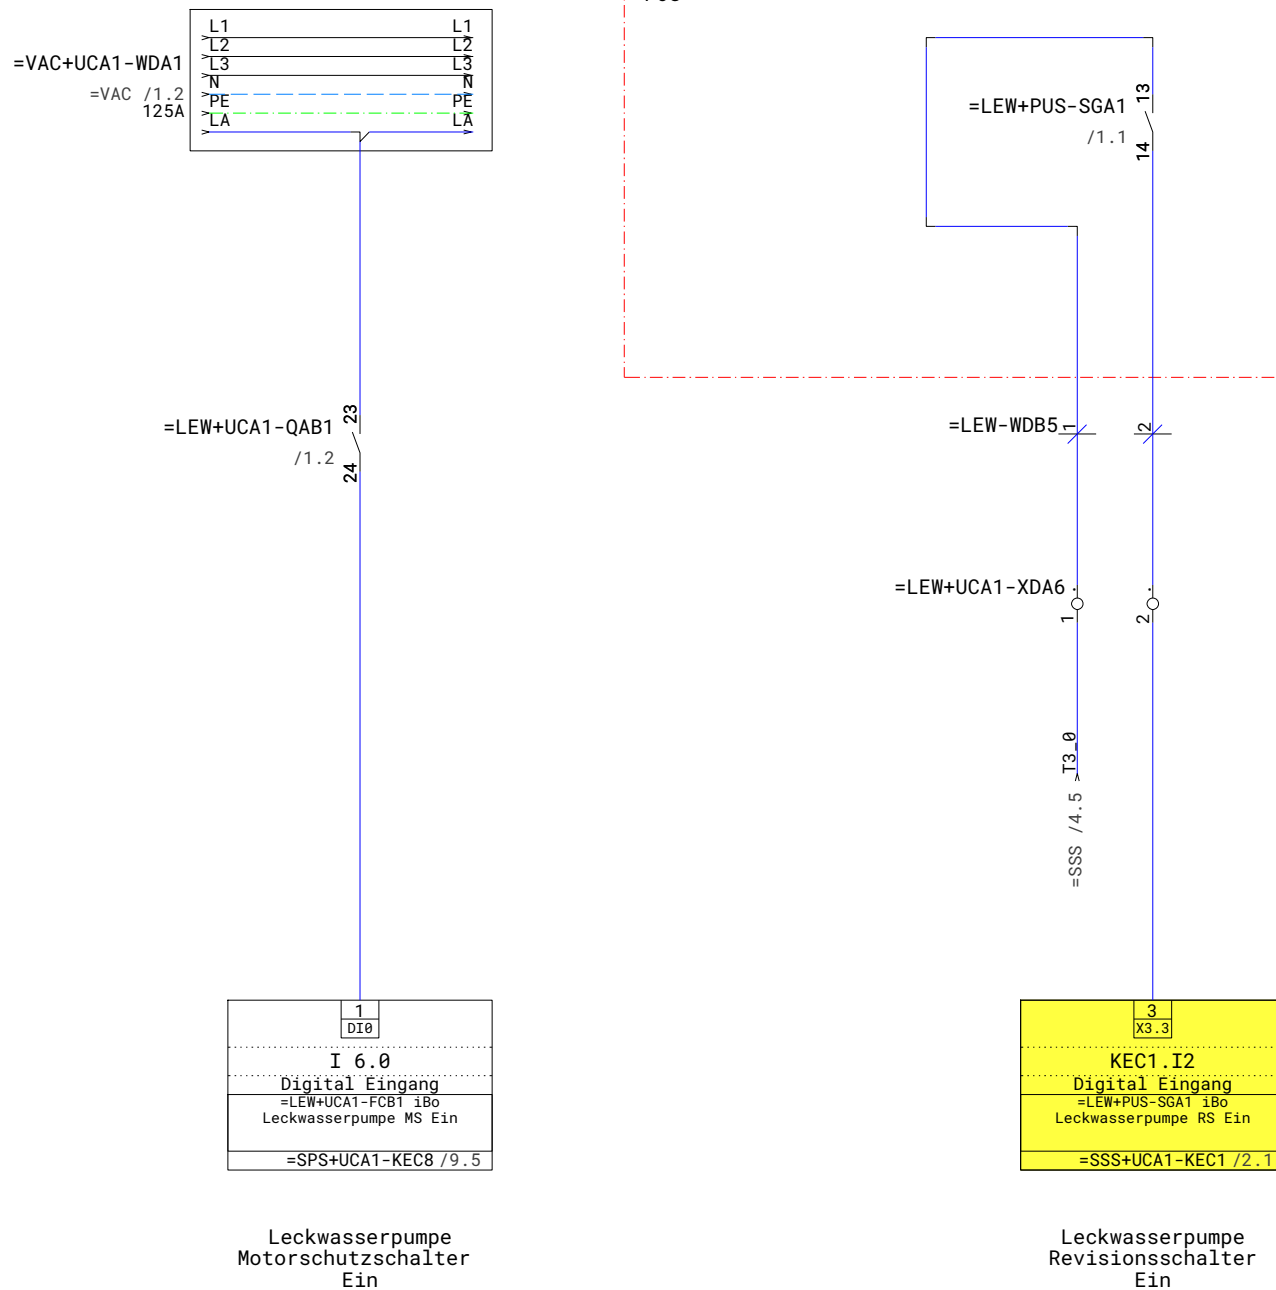 L1 L1
L2 L2
L3 L3
N N
PE PE
LA LA
=VAC+UCA1-WDA1
=VAC /1.2
125A
=LEW+PUS-SGA1
/1.1
13
14
=LEW+UCA1-QAB1
/1.2
23
24
=LEW-WDB5
1
2
=LEW+UCA1-XDA6
1
2
T3_0
=SSS /4.5
1
DI0
I 6.0
Digital Eingang
=LEW+UCA1-FCB1 iBo
Leckwasserpumpe MS Ein
=SPS+UCA1-KEC8 /9.5
Leckwasserpumpe
Motorschutzschalter
Ein
3
X3.3
KEC1.I2
Digital Eingang
=LEW+PUS-SGA1 iBo
Leckwasserpumpe RS Ein
=SSS+UCA1-KEC1 /2.1
Leckwasserpumpe
Revisionsschalter
Ein